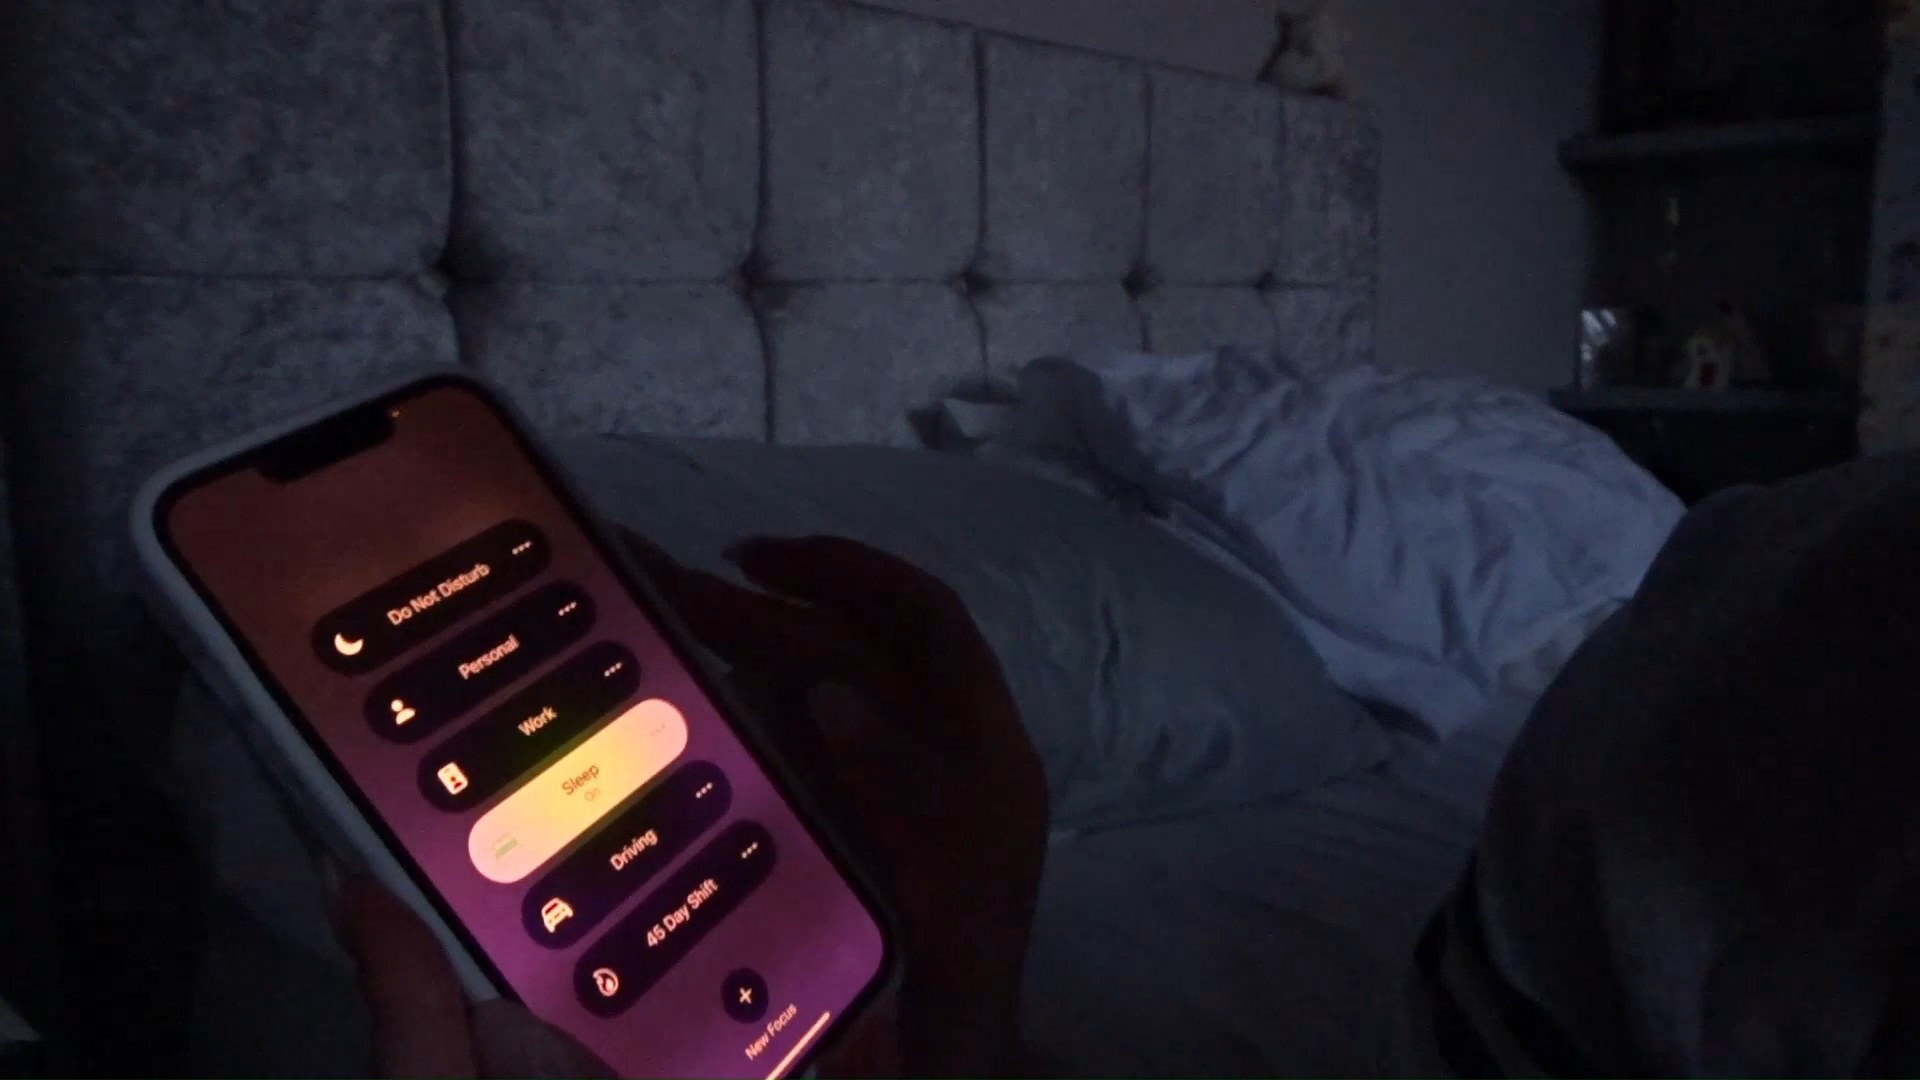 Do Not Disturb
Personal
Work
Sleep
On
Driving
45 Day Shift
New Focus